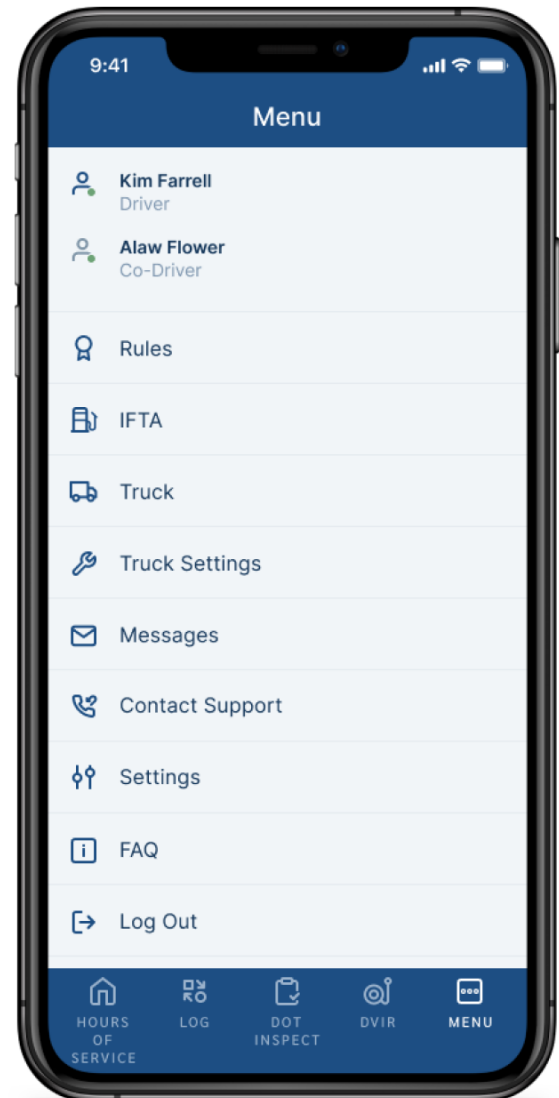 9:41
Menu
Kim Farrell
Driver
Alaw Flower
Co-Driver
Rules
IFTA
Truck
Truck Settings
Messages
Contact Support
Settings
FAQ
Log Out
HOURS
OF
SERVICE
LOG
DOT
INSPECT
DVIR
MENU